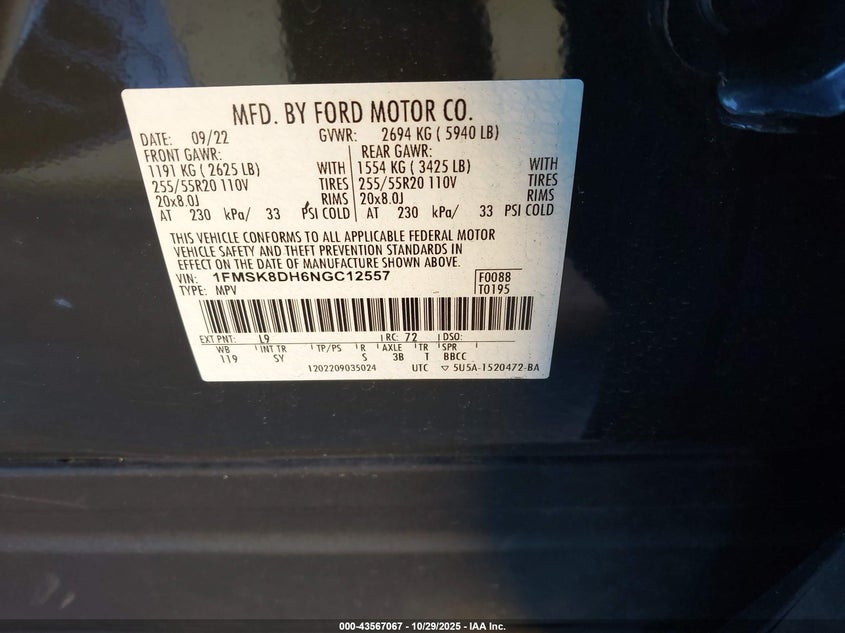 MFD. BY FORD MOTOR CO.
DATE: 09/22 GVWR: 2694 KG ( 5940 LB)
FRONT GAWR: REAR GAWR:
1191 KG ( 2625 LB) WITH 1554 KG ( 3425 LB) WITH
255/55R20 110V TIRES 255/55R20 110V TIRES
20x8.0J RIMS 20x8.0J RIMS
AT 230 kPa/ 33 PSI COLD AT 230 kPa/ 33 PSI COLD
THIS VEHICLE CONFORMS TO ALL APPLICABLE FEDERAL MOTOR
VEHICLE SAFETY AND THEFT PREVENTION STANDARDS IN
EFFECT ON THE DATE OF MANUFACTURE SHOWN ABOVE.
VIN: 1FMSK8DH6NGC12557 F0088
TYPE: MPV T0195
EXT PNT: L9 RC: 72 DSO:
WB INT TR TP/PS R AXLE TR SPR
119 SY S 3B T BBCC
1202209035024 UTC ▽ 5U5A-1520472-BA
000-43567067 • 10/29/2025 - IAA Inc.